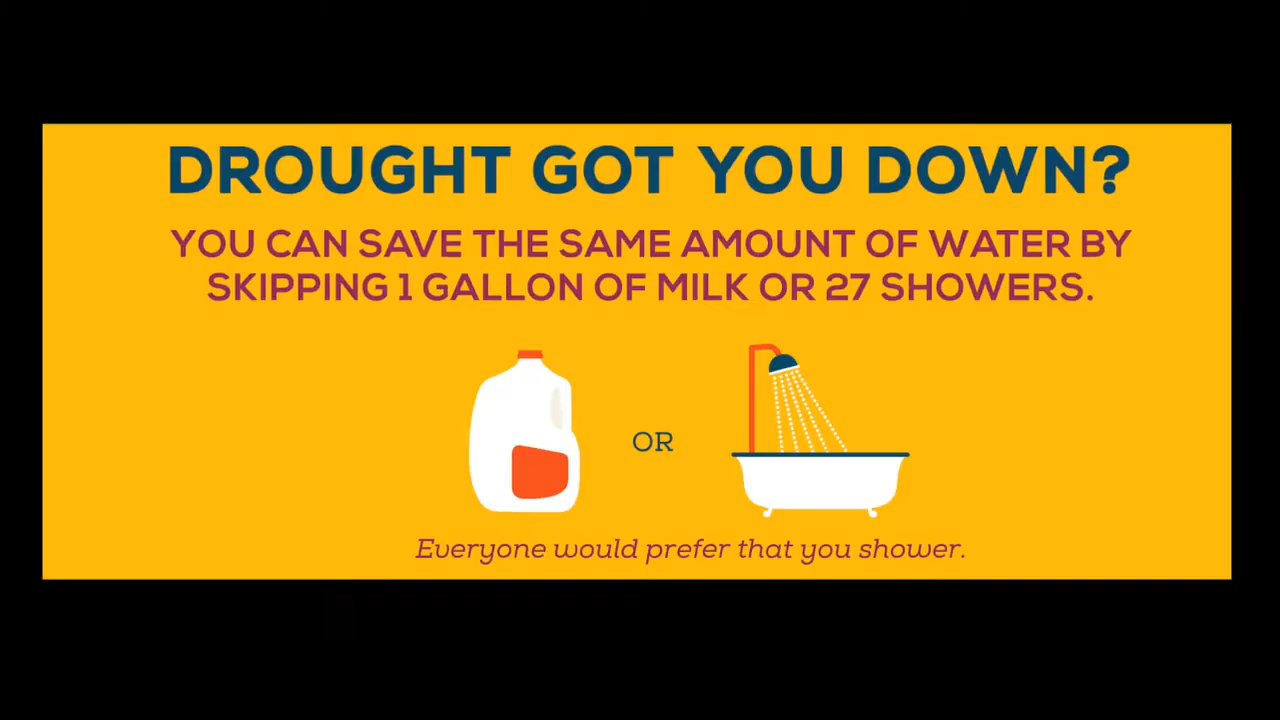 DROUGHT GOT YOU DOWN?
YOU CAN SAVE THE SAME AMOUNT OF WATER BY
SKIPPING 1 GALLON OF MILK OR 27 SHOWERS.
OR
Everyone would prefer that you shower.